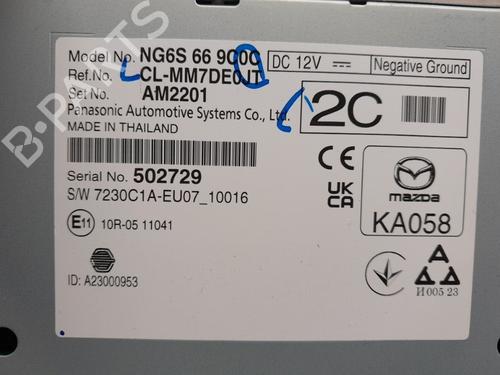 Model No. NG6S 66 9C0C
DC 12V Negative Ground
Ref.No. CL-MM7DE0JT
Set No. AM2201
2C
Panasonic Automotive Systems Co., Ltd.
MADE IN THAILAND
Serial No. 502729
S/W 7230C1A-EU07_10016
CE
UK
CA
mazda
KA058
E11 10R-05 11041
ID: A23000953
И005 23
B-PARTS